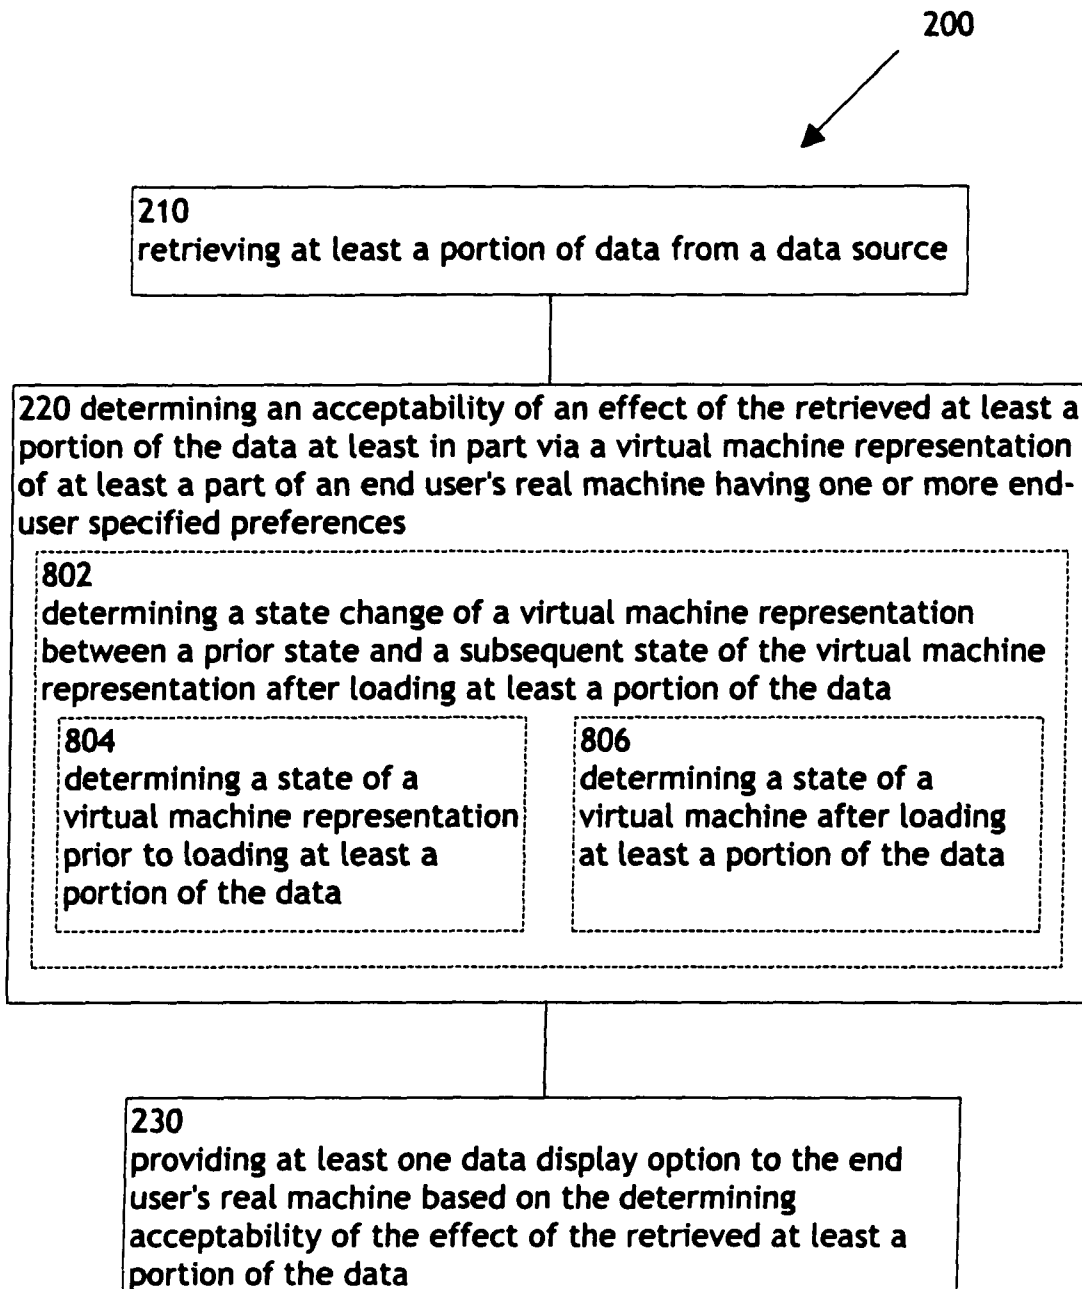 200
210
retrieving at least a portion of data from a data source
220 determining an acceptability of an effect of the retrieved at least a
portion of the data at least in part via a virtual machine representation
of at least a part of an end user's real machine having one or more end-
user specified preferences
802
determining a state change of a virtual machine representation
between a prior state and a subsequent state of the virtual machine
representation after loading at least a portion of the data
804
determining a state of a
virtual machine representation
prior to loading at least a
portion of the data
806
determining a state of a
virtual machine after loading
at least a portion of the data
230
providing at least one data display option to the end
user's real machine based on the determining
acceptability of the effect of the retrieved at least a
portion of the data